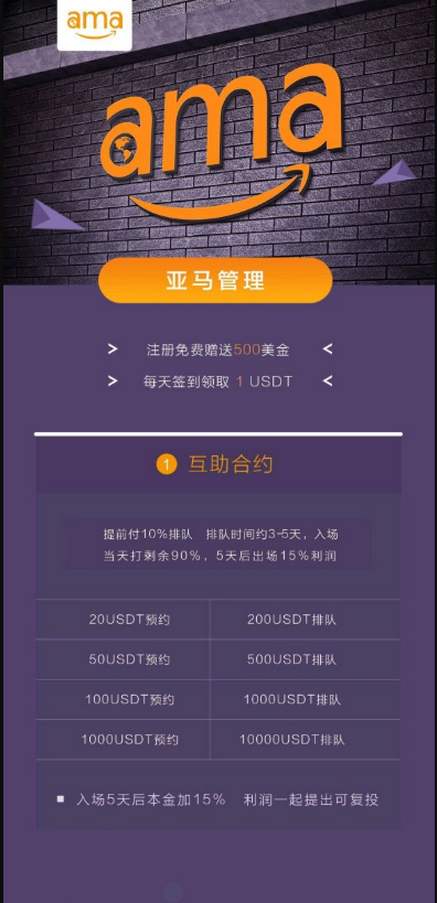 ama
ama
亚马管理
> 注册免费赠送500美金 <
> 每天签到领取 1 USDT <
1 互助合约
提前付10%排队 排队时间约3-5天，入场
当天打剩余90%，5天后出场15%利润
20USDT预约 200USDT排队
50USDT预约 500USDT排队
100USDT预约 1000USDT排队
1000USDT预约 10000USDT排队
■ 入场5天后本金加15% 利润一起提出可复投